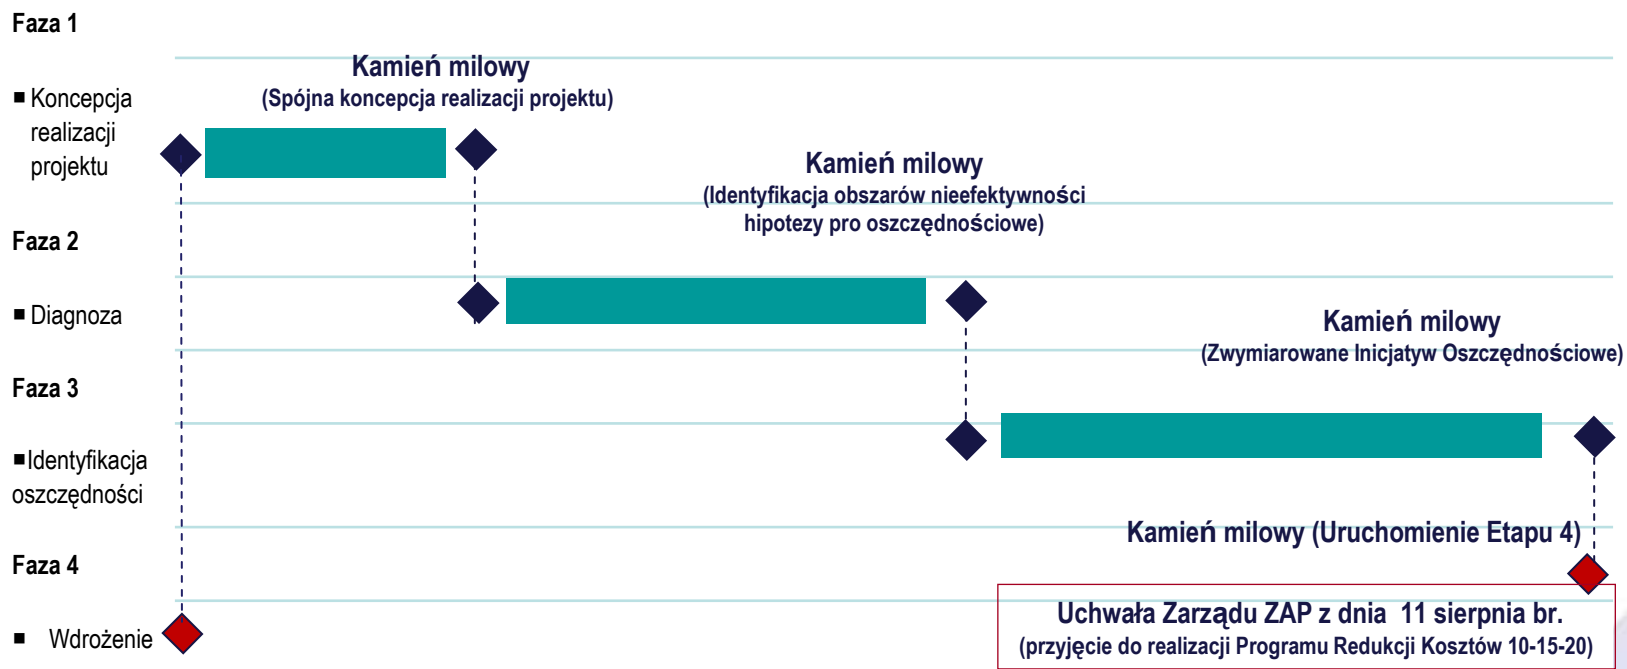 Faza 1
Kamień milowy
(Spójna koncepcja realizacji projektu)
■ Koncepcja
realizacji
projektu
Kamień milowy
(Identyfikacja obszarów nieefektywności
hipotezy pro oszczędnościowe)
Faza 2
■ Diagnoza
Kamień milowy
(Zwymiarowane Inicjatyw Oszczędnościowe)
Faza 3
■Identyfikacja
oszczędności
Kamień milowy (Uruchomienie Etapu 4)
Faza 4
■ Wdrożenie
Uchwała Zarządu ZAP z dnia 11 sierpnia br.
(przyjęcie do realizacji Programu Redukcji Kosztów 10-15-20)